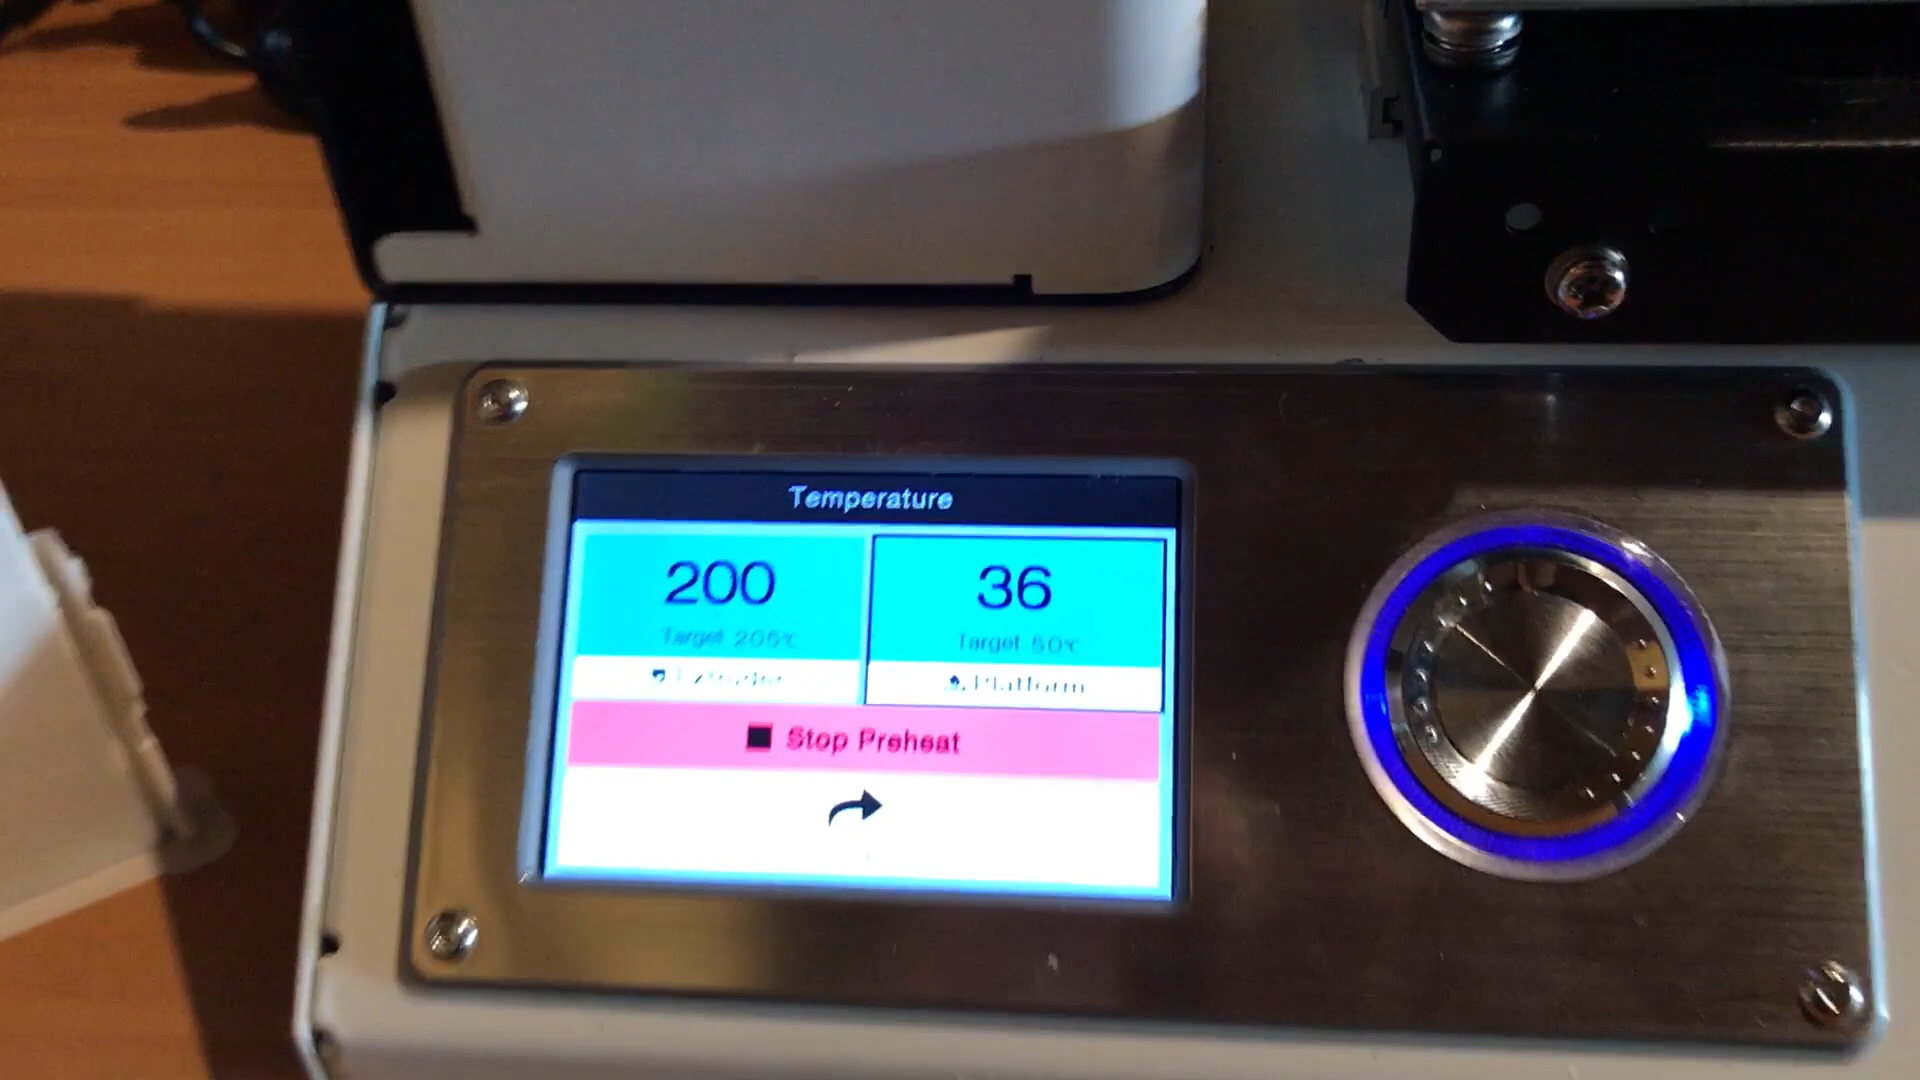 Temperature
200
Target 205℃
Extruder
36
Target 50℃
Platform
Stop Preheat